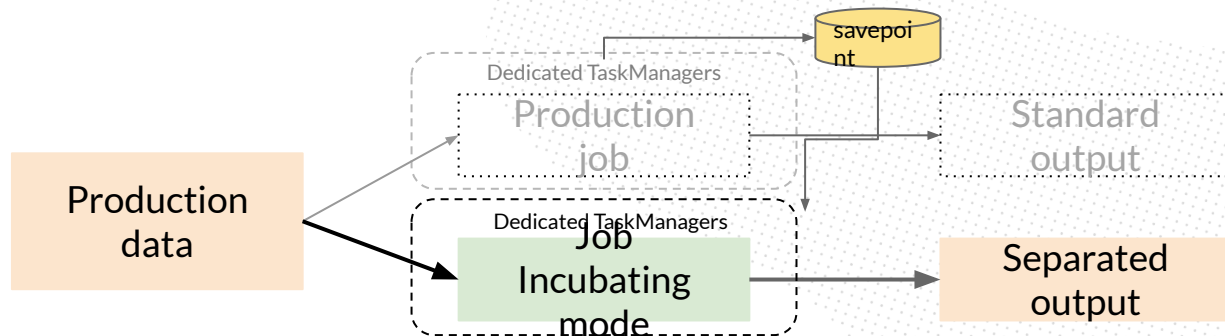 savepoi
nt
Dedicated TaskManagers
Production
job
Standard
output
Production
data
Dedicated TaskManagers
Job
Incubating
mode
Separated
output